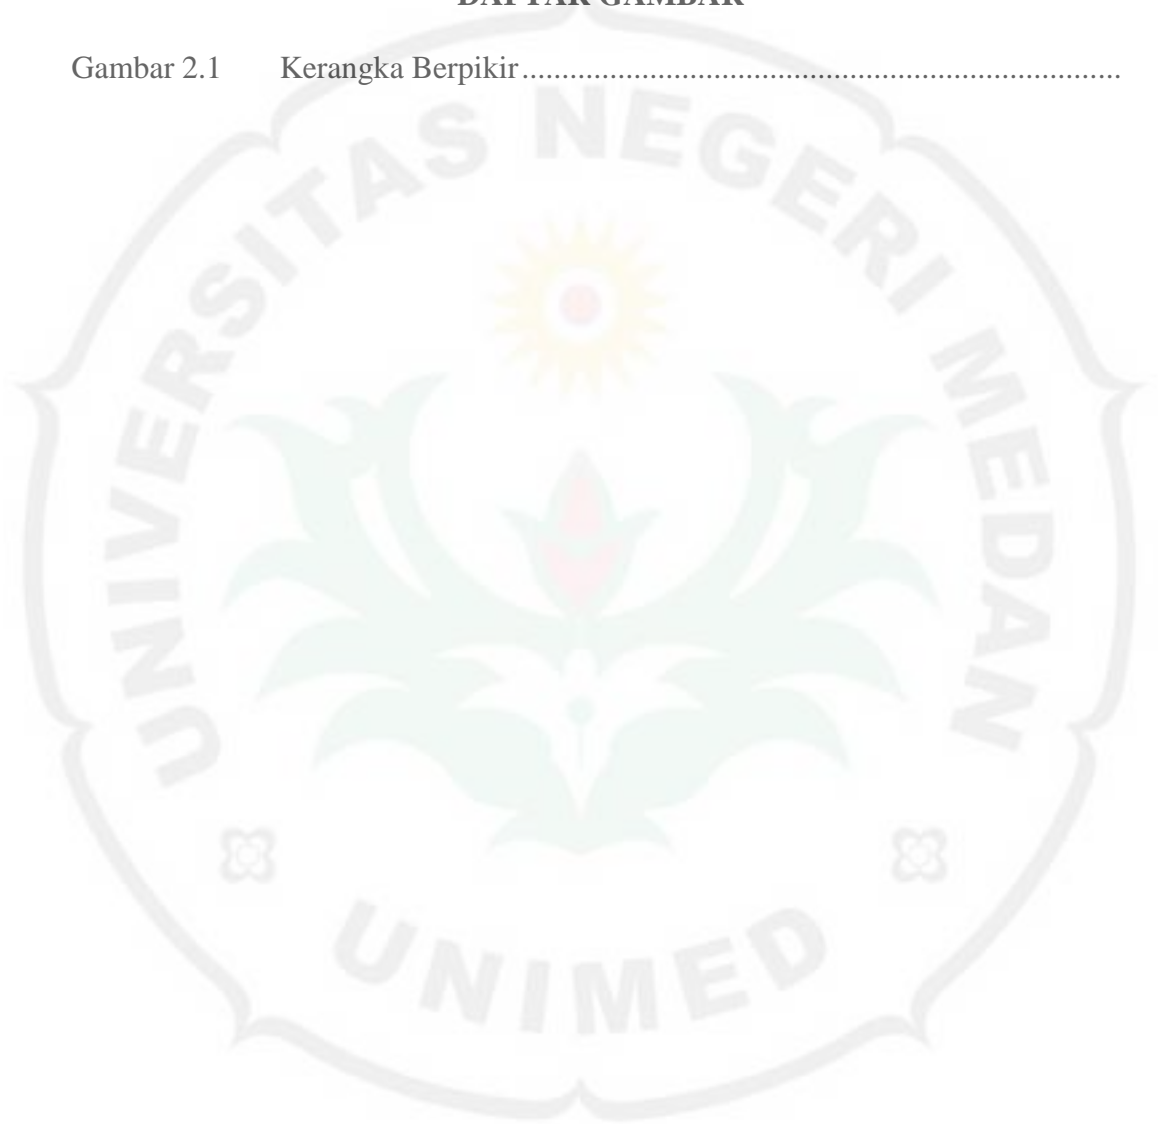 DAFTAR GAMBAR
Gambar 2.1 Kerangka Berpikir...........................................................................
UNIVERSITAS NEGERI MEDAN
UNIMED